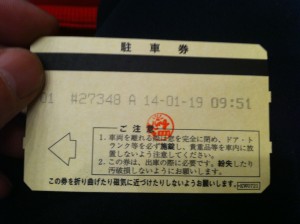 駐車券
01 #27348 A 14-01-19 09:51
ご注意
1. 車両を離れる際は窓を完全に閉め、ドア・ト
ランク等を必ず施錠し、貴重品等を車内に放
置しないよう注意してください。
2. この券は、出庫の際に必要です。紛失したり
汚破損しないようにお願いします。
この券を折り曲げたり磁気に近づけたりしないようお願いします。